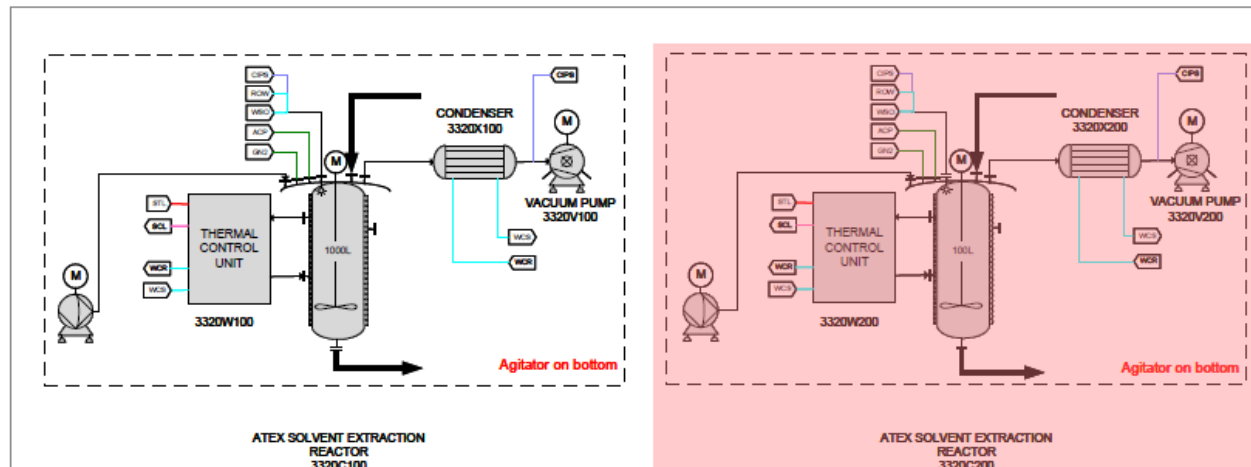 CIPS
ROW
WBO
ACP
GN2
M
CONDENSER
3320X100
CIPS
M
VACUUM PUMP
3320V100
STL
SCL
WCR
WCS
THERMAL
CONTROL
UNIT
3320W100
1000L
WCS
WCR
M
Agitator on bottom
ATEX SOLVENT EXTRACTION
REACTOR
3320C100
CIPS
ROW
WBO
ACP
GN2
M
CONDENSER
3320X200
CIPS
M
VACUUM PUMP
3320V200
STL
SCL
WCR
WCS
THERMAL
CONTROL
UNIT
3320W200
100L
WCS
WCR
M
Agitator on bottom
ATEX SOLVENT EXTRACTION
REACTOR
3320C200